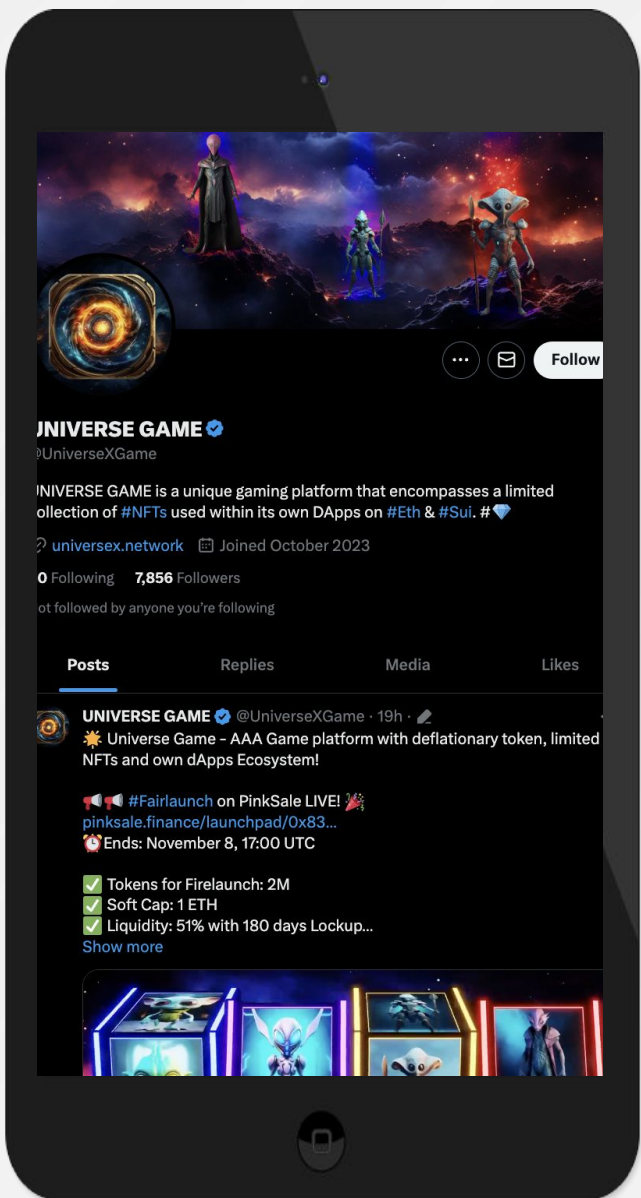 Follow
UNIVERSE GAME
@UniverseXGame
UNIVERSE GAME is a unique gaming platform that encompasses a limited
collection of #NFTs used within its own DApps on #Eth & #Sui. #💎
universex.network Joined October 2023
0 Following 7,856 Followers
ot followed by anyone you're following
Posts Replies Media Likes
UNIVERSE GAME @UniverseXGame · 19h ·
🌟 Universe Game - AAA Game platform with deflationary token, limited
NFTs and own dApps Ecosystem!
📢📢 #Fairlaunch on PinkSale LIVE! 🎉
pinksale.finance/launchpad/0x83...
⏰Ends: November 8, 17:00 UTC
✅ Tokens for Firelaunch: 2M
✅ Soft Cap: 1 ETH
✅ Liquidity: 51% with 180 days Lockup...
Show more